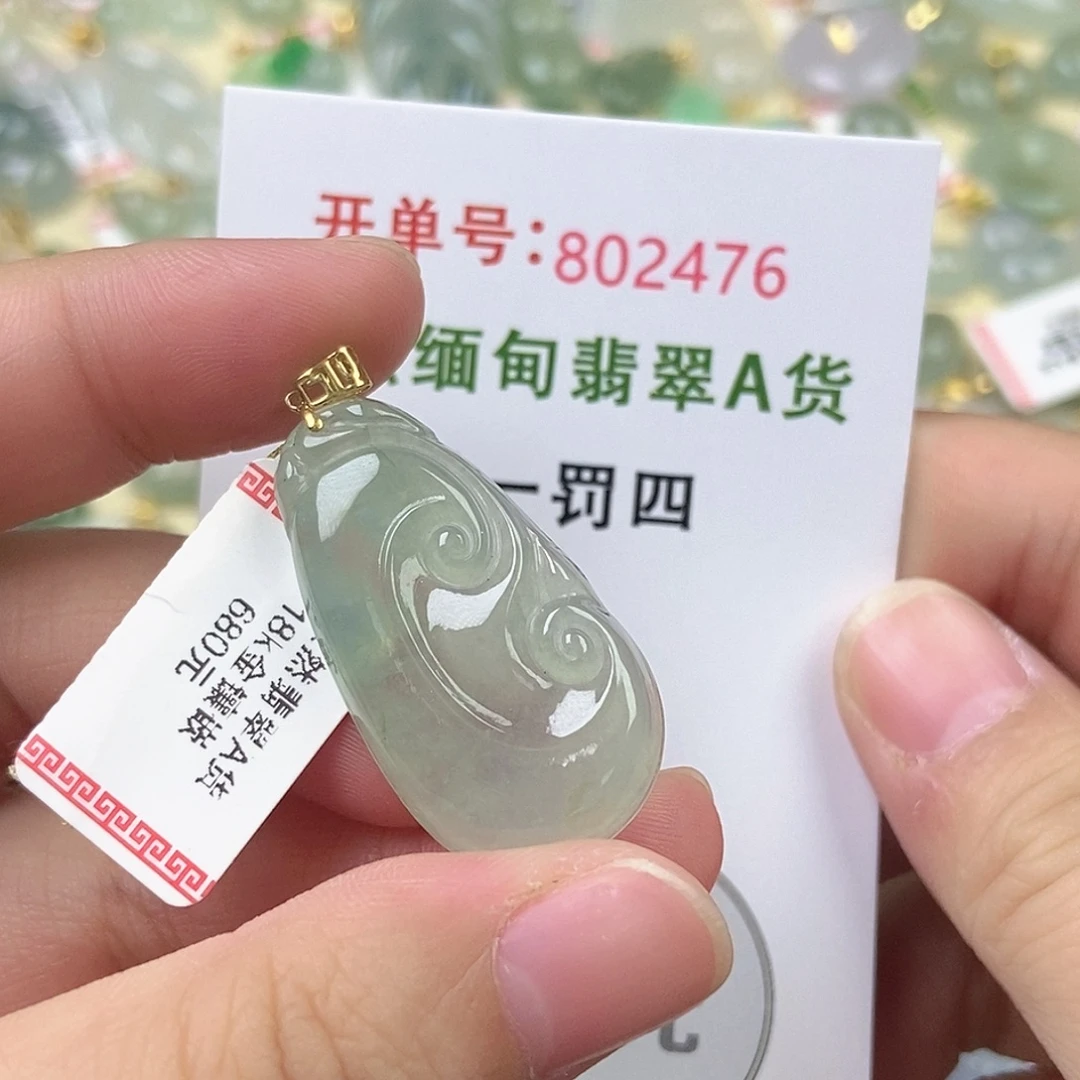 开单号:802476
缅甸翡翠A货
一罚四
然翡翠A货
18k金镶嵌
680元